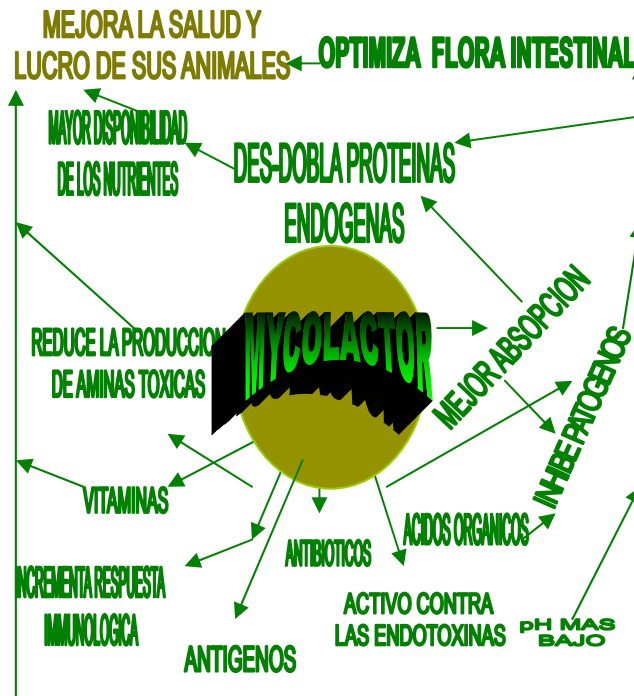 MEJORA LA SALUD Y
LUCRO DE SUS ANIMALES
OPTIMIZA FLORA INTESTINAL
MAYOR DISPONIBILIDAD
DE LOS NUTRIENTES
DES-DOBLA PROTEINAS
ENDOGENAS
MYCOLACTOR
MEJOR ABSOPCION
INHIBE PATOGENOS
REDUCE LA PRODUCCION
DE AMINAS TOXICAS
VITAMINAS
ANTIBIOTICOS
ACIDOS ORGANICOS
INCREMENTA RESPUESTA
IMMUNOLOGICA
ANTIGENOS
ACTIVO CONTRA
LAS ENDOTOXINAS
pH MAS
BAJO